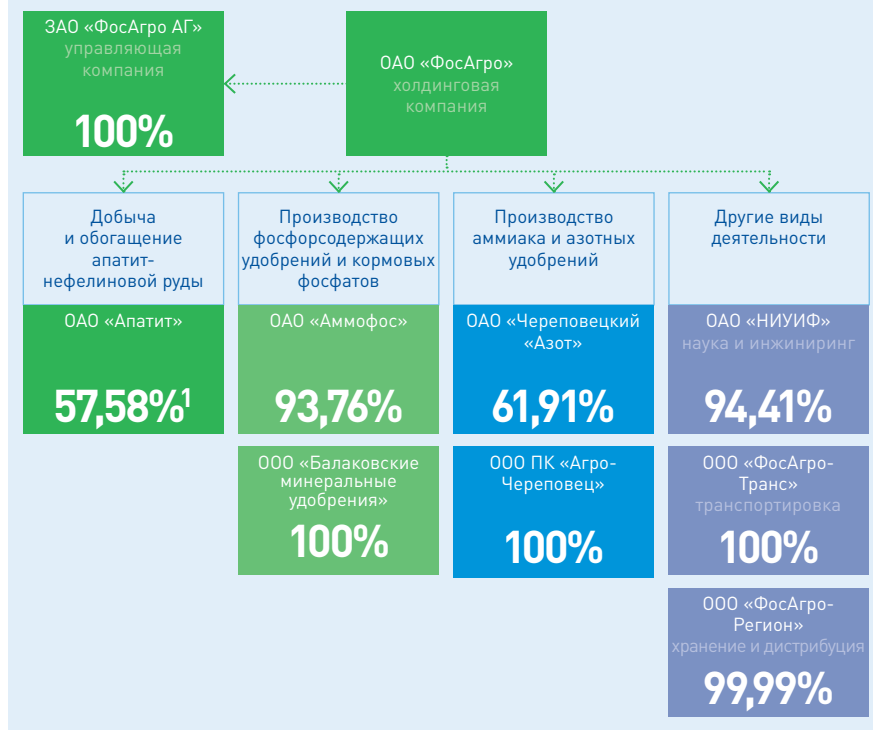 ЗАО «ФосАгро АГ»
управляющая
компания
100%
ОАО «ФосАгро»
холдинговая
компания
Добыча
и обогащение
апатит-
нефелиновой руды
Производство
фосфорсодержащих
удобрений и кормовых
фосфатов
Производство
аммиака и азотных
удобрений
Другие виды
деятельности
ОАО «Апатит»
57,58%¹
ОАО «Аммофос»
93,76%
ОАО «Череповецкий
«Азот»
61,91%
ОАО «НИУИФ»
наука и инжиниринг
94,41%
ООО «Балаковские
минеральные
удобрения»
100%
ООО ПК «Агро-
Череповец»
100%
ООО «ФосАгро-
Транс»
транспортировка
100%
ООО «ФосАгро-
Регион»
хранение и дистрибуция
99,99%